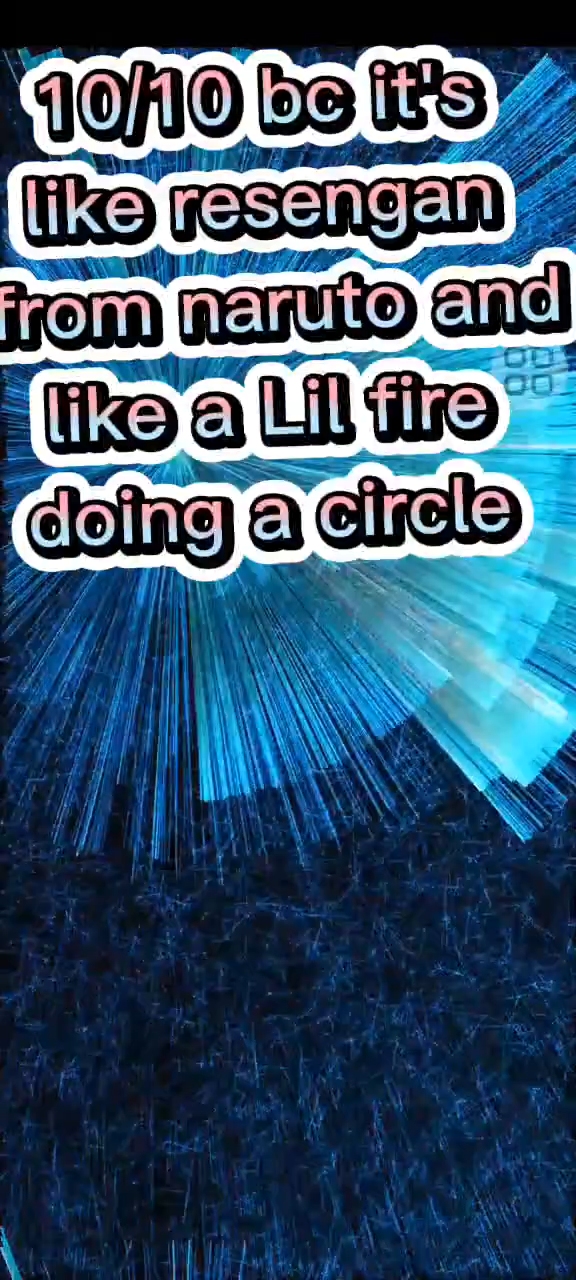 10/10 bc it's
like resengan
from naruto and
like a Lil fire
doing a circle